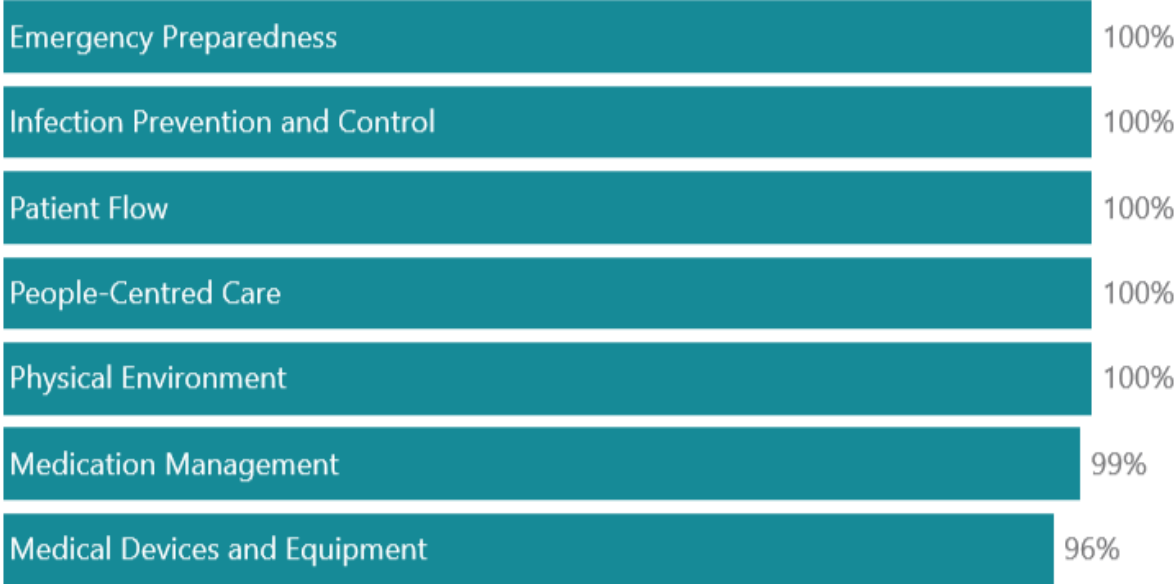 Emergency Preparedness 100%
Infection Prevention and Control 100%
Patient Flow 100%
People-Centred Care 100%
Physical Environment 100%
Medication Management 99%
Medical Devices and Equipment 96%